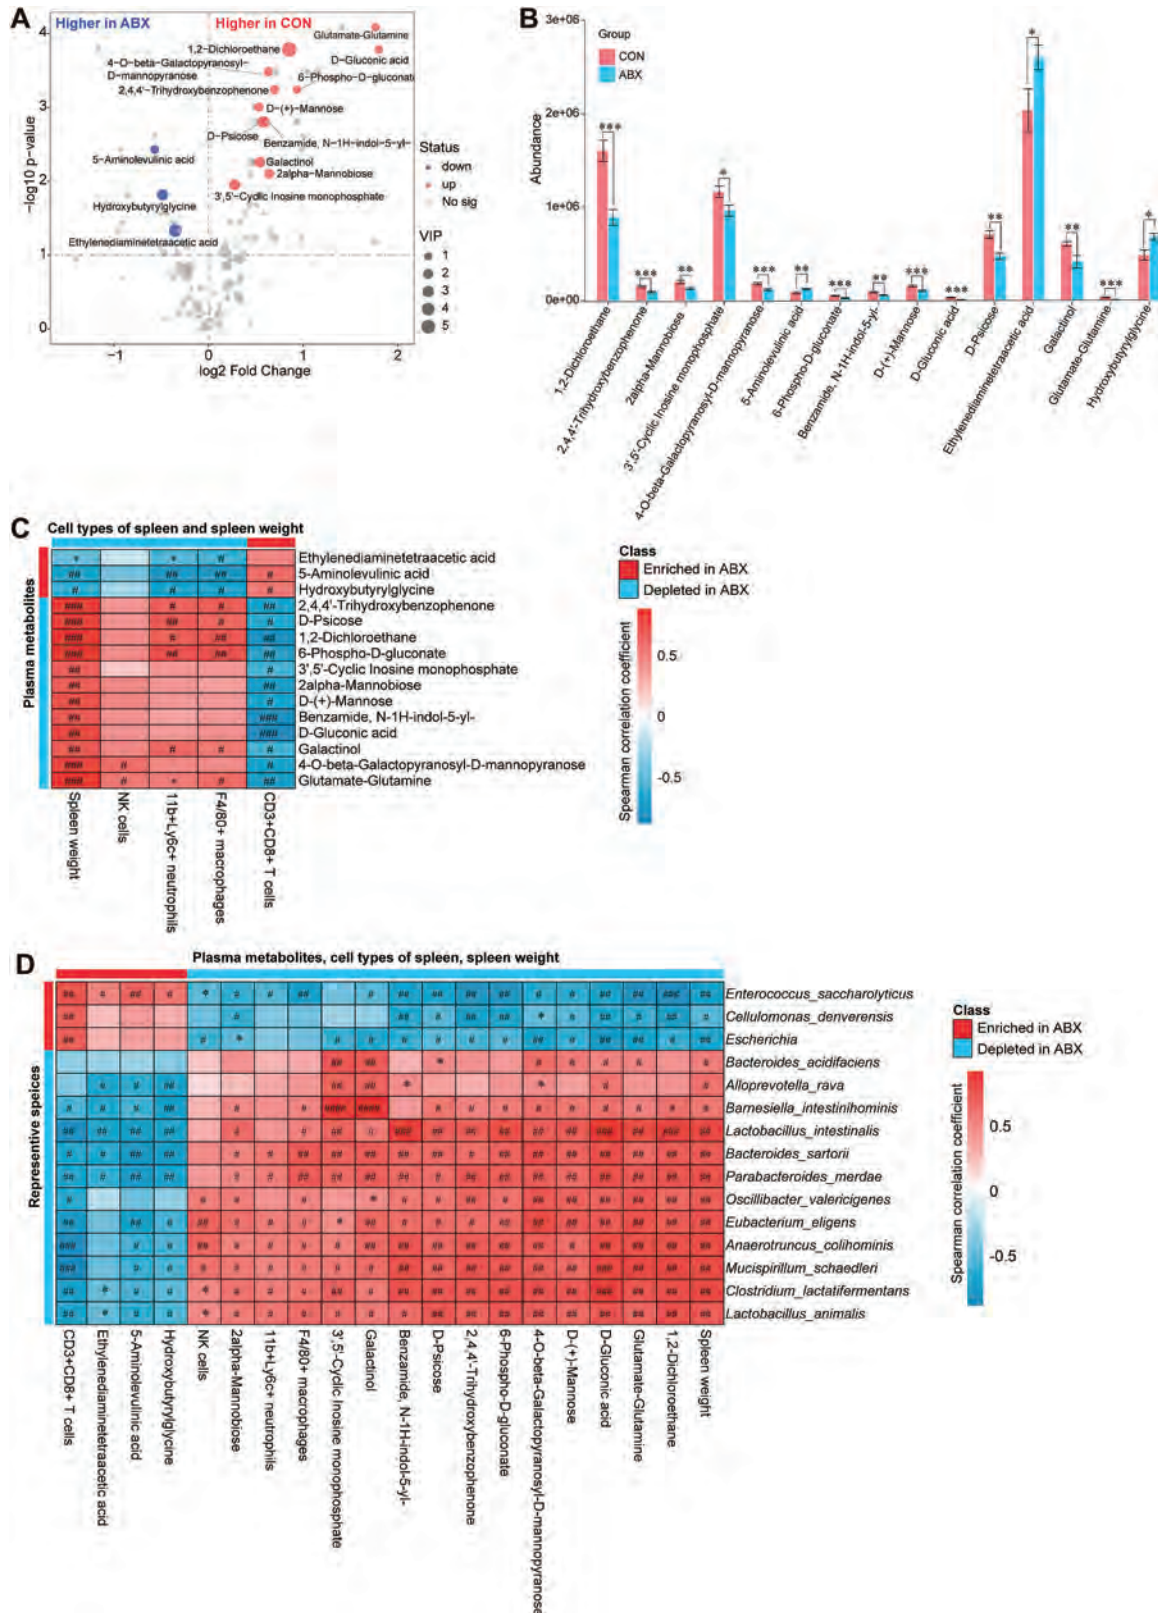 A
Higher in ABX
Higher in CON
Glutamate-Glutamine
1,2-Dichloroethane
D-Gluconic acid
4-O-beta-Galactopyranosyl-
D-mannopyranose
6-Phospho-D-gluconate
2,4,4'-Trihydroxybenzophenone
D-(+)-Mannose
D-Psicose
Benzamide, N-1H-indol-5-yl-
5-Aminolevulinic acid
Galactinol
2alpha-Mannobiose
Hydroxybutyrylglycine
3',5'-Cyclic Inosine monophosphate
Ethylenediaminetetraacetic acid
−log10 p-value
4
3
2
1
0
−1
0
1
2
log2 Fold Change
Status
down
up
No sig
VIP
1
2
3
4
5
B
Group
CON
ABX
Abundance
3e+06
2e+06
1e+06
0e+00
***
***
**
*
***
**
***
**
***
***
**
*
**
***
*
1,2-Dichloroethane
2,4,4'-Trihydroxybenzophenone
2alpha-Mannobiose
3',5'-Cyclic Inosine monophosphate
4-O-beta-Galactopyranosyl-D-mannopyranose
5-Aminolevulinic acid
6-Phospho-D-gluconate
Benzamide, N-1H-indol-5-yl-
D-(+)-Mannose
D-Gluconic acid
D-Psicose
Ethylenediaminetetraacetic acid
Galactinol
Glutamate-Glutamine
Hydroxybutyrylglycine
C
Cell types of spleen and spleen weight
Plasma metabolites
Ethylenediaminetetraacetic acid
5-Aminolevulinic acid
Hydroxybutyrylglycine
2,4,4'-Trihydroxybenzophenone
D-Psicose
1,2-Dichloroethane
6-Phospho-D-gluconate
3',5'-Cyclic Inosine monophosphate
2alpha-Mannobiose
D-(+)-Mannose
Benzamide, N-1H-indol-5-yl-
D-Gluconic acid
Galactinol
4-O-beta-Galactopyranosyl-D-mannopyranose
Glutamate-Glutamine
Spleen weight
NK cells
11b+Ly6c+ neutrophils
F4/80+ macrophages
CD3+CD8+ T cells
Class
Enriched in ABX
Depleted in ABX
Spearman correlation coefficient
0.5
0
-0.5
D
Plasma metabolites, cell types of spleen, spleen weight
Representive speices
Enterococcus_saccharolyticus
Cellulomonas_denverensis
Escherichia
Bacteroides_acidifaciens
Alloprevotella_rava
Barnesiella_intestinihominis
Lactobacillus_intestinalis
Bacteroides_sartorii
Parabacteroides_merdae
Oscillibacter_valericigenes
Eubacterium_eligens
Anaerotruncus_colihominis
Mucispirillum_schaedleri
Clostridium_lactatifermentans
Lactobacillus_animalis
CD3+CD8+ T cells
Ethylenediaminetetraacetic acid
5-Aminolevulinic acid
Hydroxybutyrylglycine
NK cells
2alpha-Mannobiose
11b+Ly6c+ neutrophils
F4/80+ macrophages
3',5'-Cyclic Inosine monophosphate
Galactinol
Benzamide, N-1H-indol-5-yl-
D-Psicose
2,4,4'-Trihydroxybenzophenone
6-Phospho-D-gluconate
4-O-beta-Galactopyranosyl-D-mannopyranose
D-(+)-Mannose
D-Gluconic acid
Glutamate-Glutamine
1,2-Dichloroethane
Spleen weight
Class
Enriched in ABX
Depleted in ABX
Spearman correlation coefficient
0.5
0
-0.5